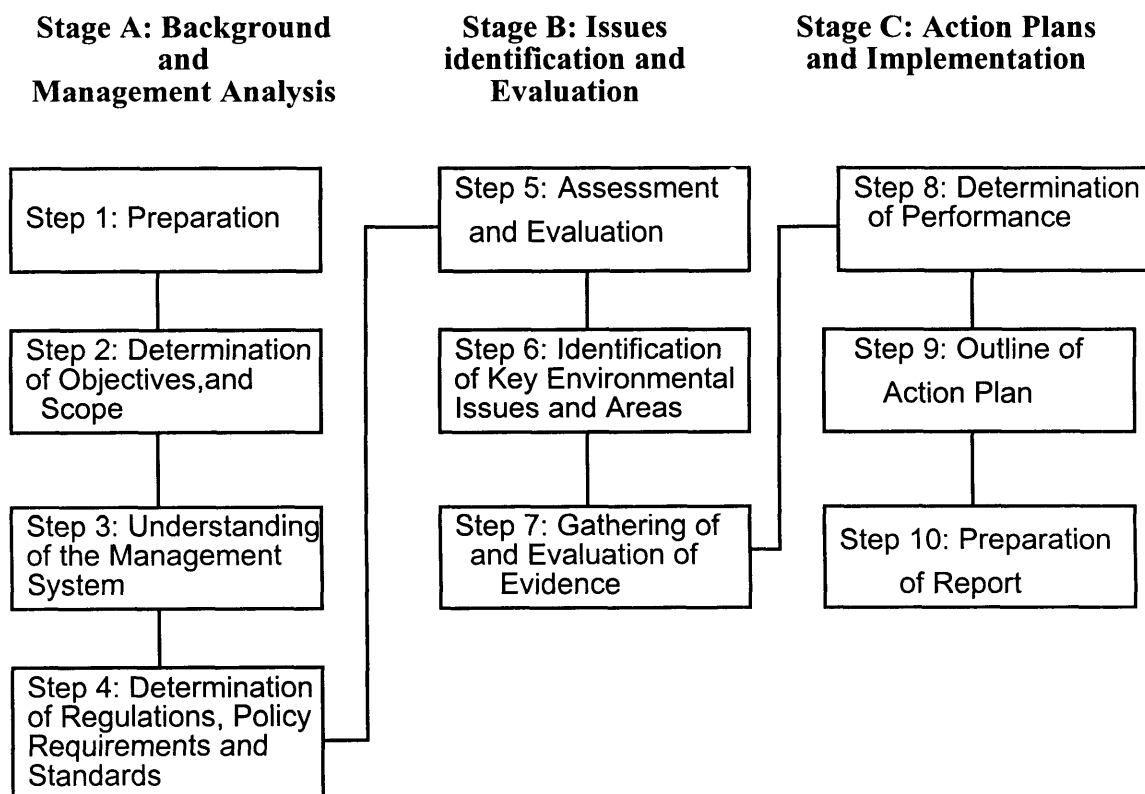 Stage A: Background
and
Management Analysis
Step 1: Preparation
Step 2: Determination
of Objectives,and
Scope
Step 3: Understanding
of the Management
System
Step 4: Determination
of Regulations, Policy
Requirements and
Standards
Stage B: Issues
identification and
Evaluation
Step 5: Assessment
and Evaluation
Step 6: Identification
of Key Environmental
Issues and Areas
Step 7: Gathering of
and Evaluation of
Evidence
Stage C: Action Plans
and Implementation
Step 8: Determination
of Performance
Step 9: Outline of
Action Plan
Step 10: Preparation
of Report